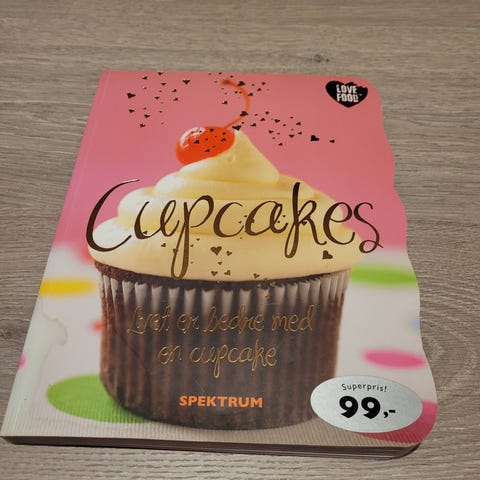 LOVE
FOOD
Cupcakes
Livet er bedre med
en cupcake
SPEKTRUM
Superpris!
99,-